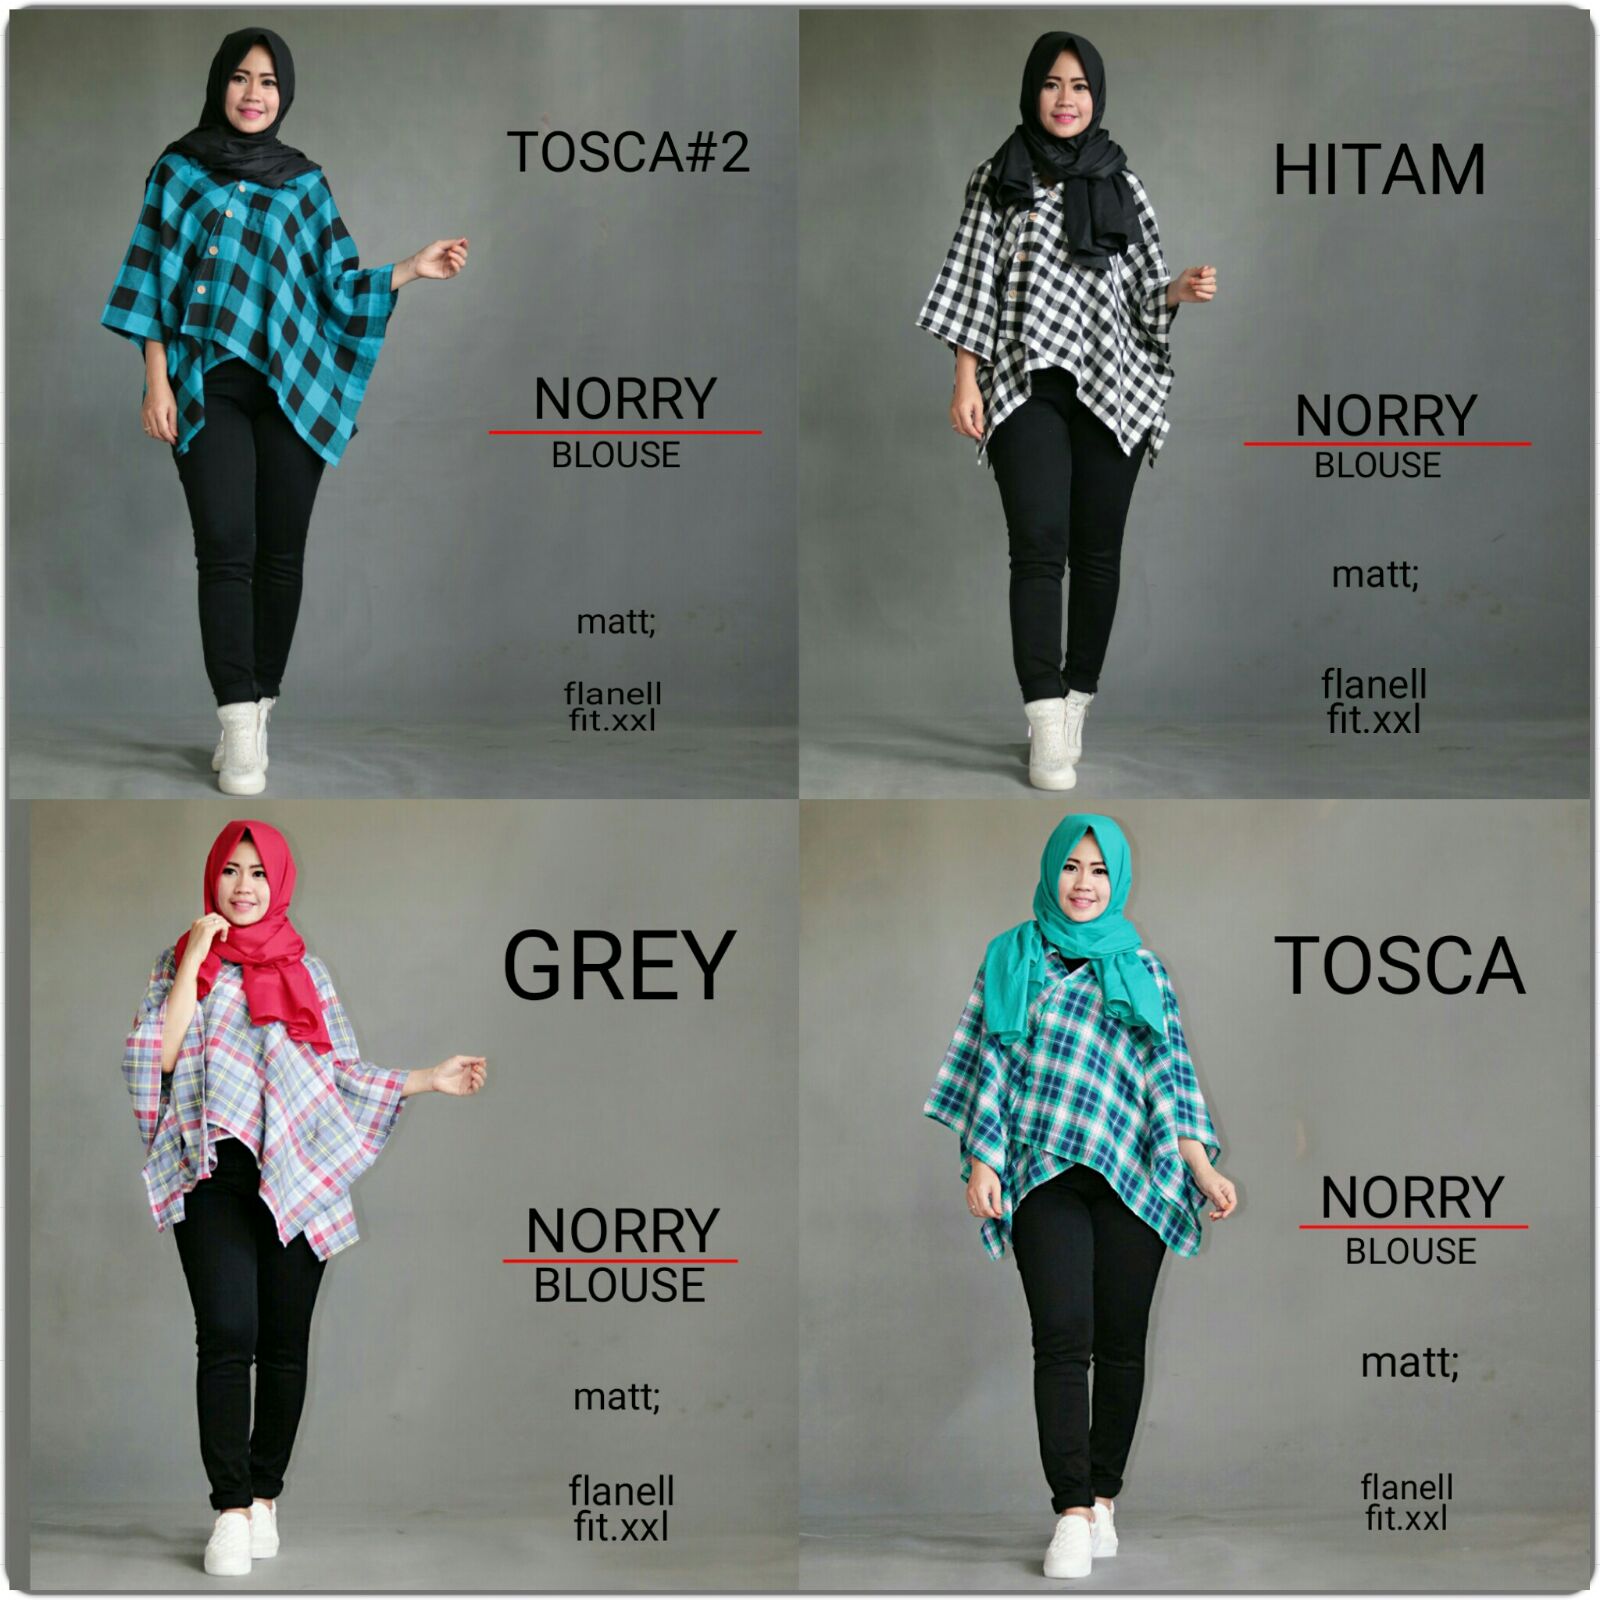 TOSCA#2
NORRY
BLOUSE
matt;
flanell
fit.xxl
HITAM
NORRY
BLOUSE
matt;
flanell
fit.xxl
GREY
NORRY
BLOUSE
matt;
flanell
fit.xxl
TOSCA
NORRY
BLOUSE
matt;
flanell
fit.xxl